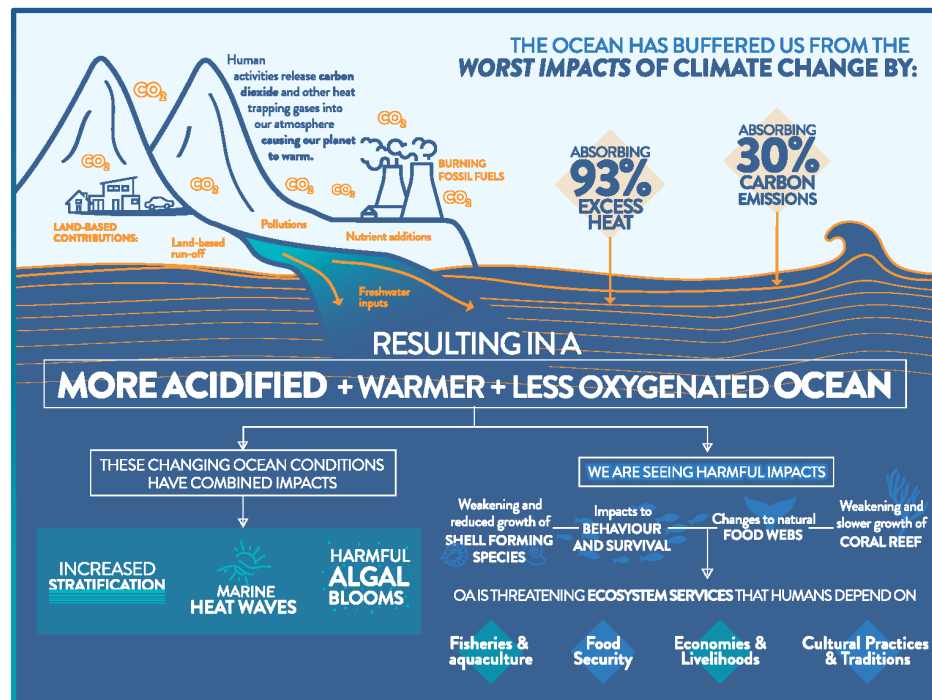 THE OCEAN HAS BUFFERED US FROM THE
WORST IMPACTS OF CLIMATE CHANGE BY:
Human
activities release carbon
dioxide and other heat
trapping gases into
our atmosphere
causing our planet
to warm.
CO2
CO2
CO2
CO2
CO2
CO2
CO2
BURNING
FOSSIL FUELS
ABSORBING
93%
EXCESS
HEAT
ABSORBING
30%
CARBON
EMISSIONS
LAND-BASED
CONTRIBUTIONS:
Land-based
run-off
Pollutions
Nutrient additions
Freshwater
inputs
RESULTING IN A
MORE ACIDIFIED + WARMER + LESS OXYGENATED OCEAN
THESE CHANGING OCEAN CONDITIONS
HAVE COMBINED IMPACTS
INCREASED
STRATIFICATION
MARINE
HEAT WAVES
HARMFUL
ALGAL
BLOOMS
WE ARE SEEING HARMFUL IMPACTS
Weakening and
reduced growth of
SHELL FORMING
SPECIES
Impacts to
BEHAVIOUR
AND SURVIVAL
Changes to natural
FOOD WEBS
Weakening and
slower growth of
CORAL REEF
OA IS THREATENING ECOSYSTEM SERVICES THAT HUMANS DEPEND ON
Fisheries &
aquaculture
Food
Security
Economies &
Livelihoods
Cultural Practices
& Traditions